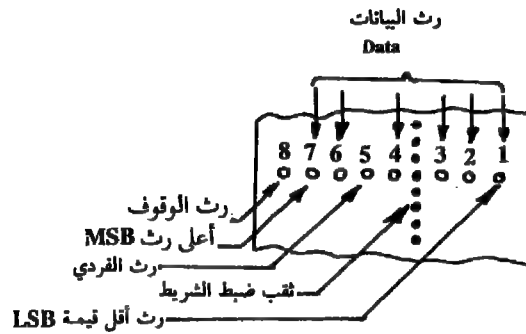 رث البيانات
Data
8 7 6 5 4 3 2 1
رث الوقوف
أعلى رث MSB
رث الفردي
ثقب ضبط الشريط
رث أقل قيمة LSB